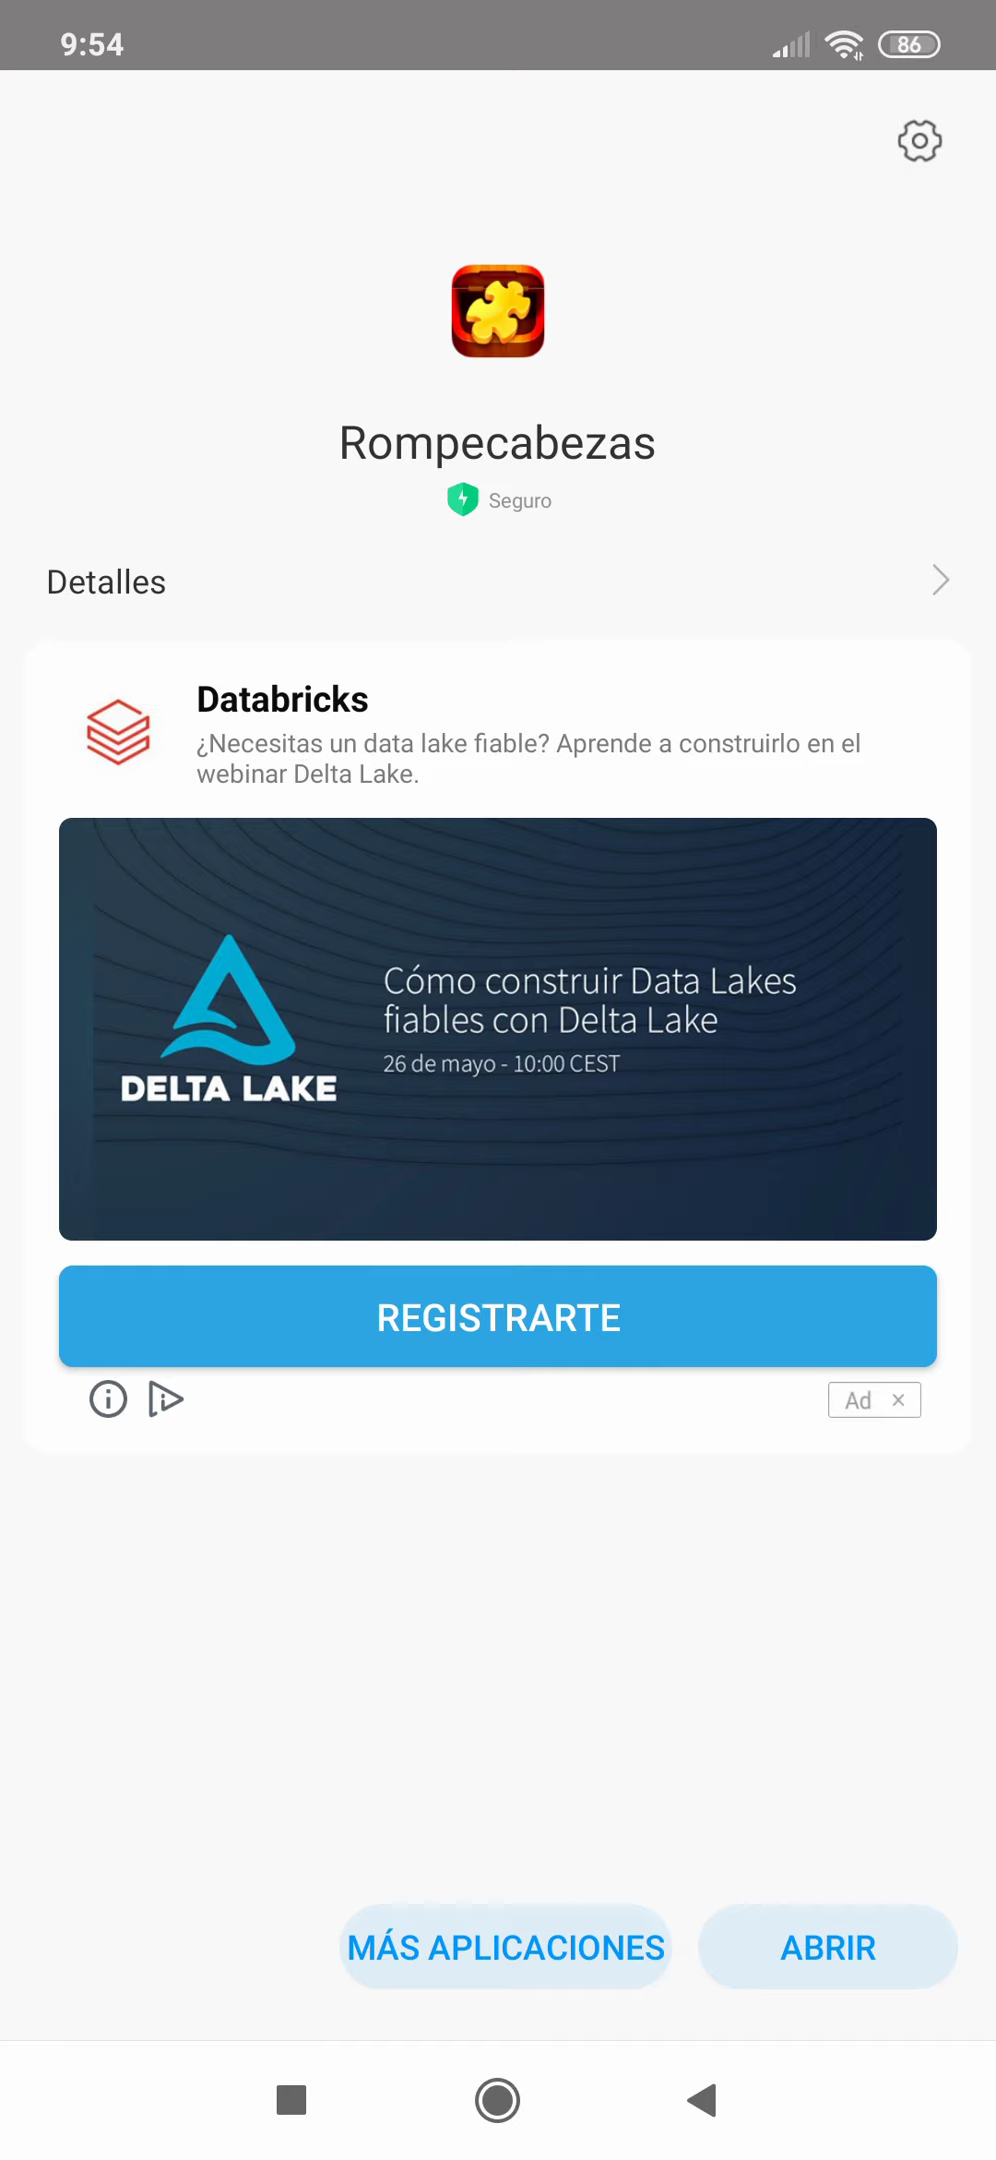 9:54
86
Rompecabezas
Seguro
Detalles
Databricks
¿Necesitas un data lake fiable? Aprende a construirlo en el
webinar Delta Lake.
Cómo construir Data Lakes
fiables con Delta Lake
26 de mayo - 10:00 CEST
DELTA LAKE
REGISTRARTE
Ad
MÁS APLICACIONES
ABRIR